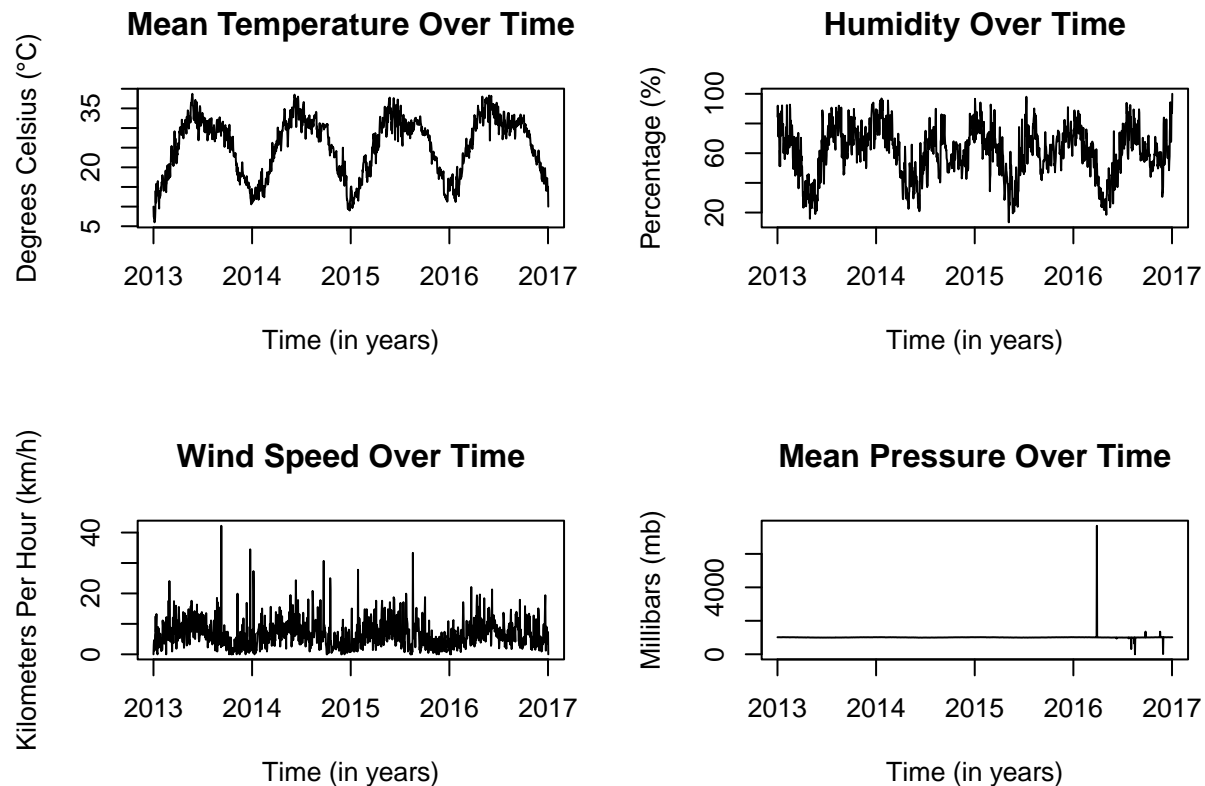 Mean Temperature Over Time
Degrees Celsius (°C)
35
20
5
2013 2014 2015 2016 2017
Time (in years)
Humidity Over Time
Percentage (%)
100
60
20
2013 2014 2015 2016 2017
Time (in years)
Wind Speed Over Time
Kilometers Per Hour (km/h)
40
20
0
2013 2014 2015 2016 2017
Time (in years)
Mean Pressure Over Time
Millibars (mb)
4000
0
2013 2014 2015 2016 2017
Time (in years)